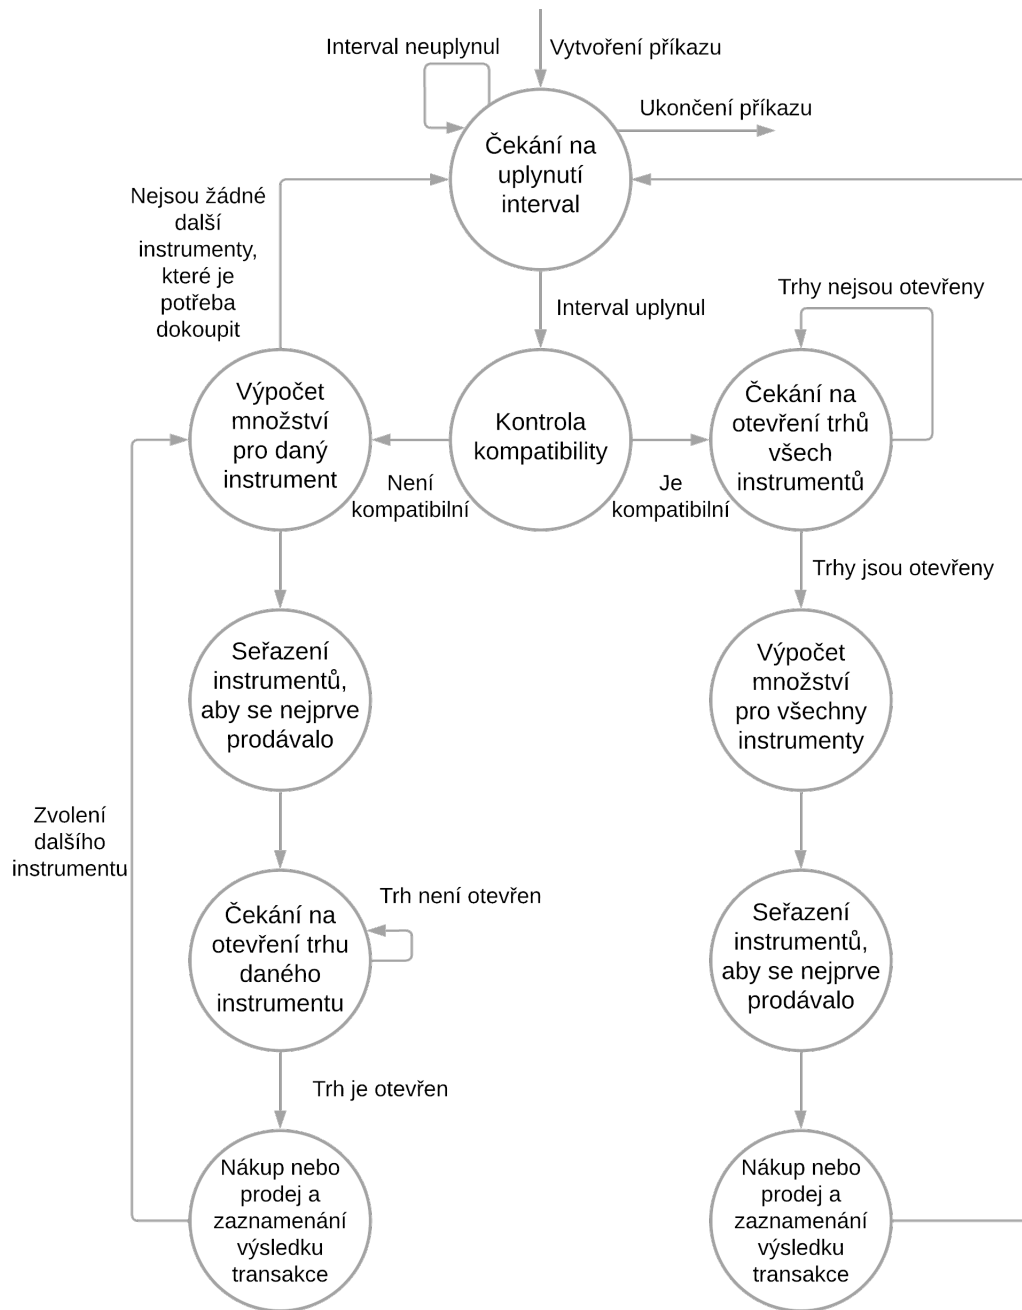 Interval neuplynul
Vytvoření příkazu
Ukončení příkazu
Čekání na
uplynutí
interval
Nejsou žádné
další
instrumenty,
které je
potřeba
dokoupit
Interval uplynul
Trhy nejsou otevřeny
Výpočet
množství
pro daný
instrument
Kontrola
kompatibility
Čekání na
otevření trhů
všech
instrumentů
Není
kompatibilní
Je
kompatibilní
Trhy jsou otevřeny
Seřazení
instrumentů,
aby se nejprve
prodávalo
Výpočet
množství
pro všechny
instrumenty
Zvolení
dalšího
instrumentu
Trh není otevřen
Čekání na
otevření trhu
daného
instrumentu
Seřazení
instrumentů,
aby se nejprve
prodávalo
Trh je otevřen
Nákup nebo
prodej a
zaznamenání
výsledku
transakce
Nákup nebo
prodej a
zaznamenání
výsledku
transakce